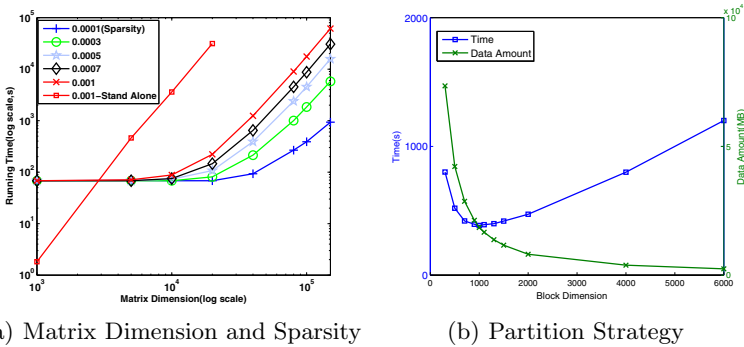 10^5
10^4
10^3
10^2
10^1
10^0
Running Time(log scale,s)
0.0001(Sparsity)
0.0003
0.0005
0.0007
0.001
0.001-Stand Alone
10^3
10^4
10^5
Matrix Dimension(log scale)
a) Matrix Dimension and Sparsity
2000
1000
0
Time(s)
Time
Data Amount
x 10^4
10
5
0
Data Amount(MB)
0
1000
2000
3000
4000
5000
6000
Block Dimension
(b) Partition Strategy